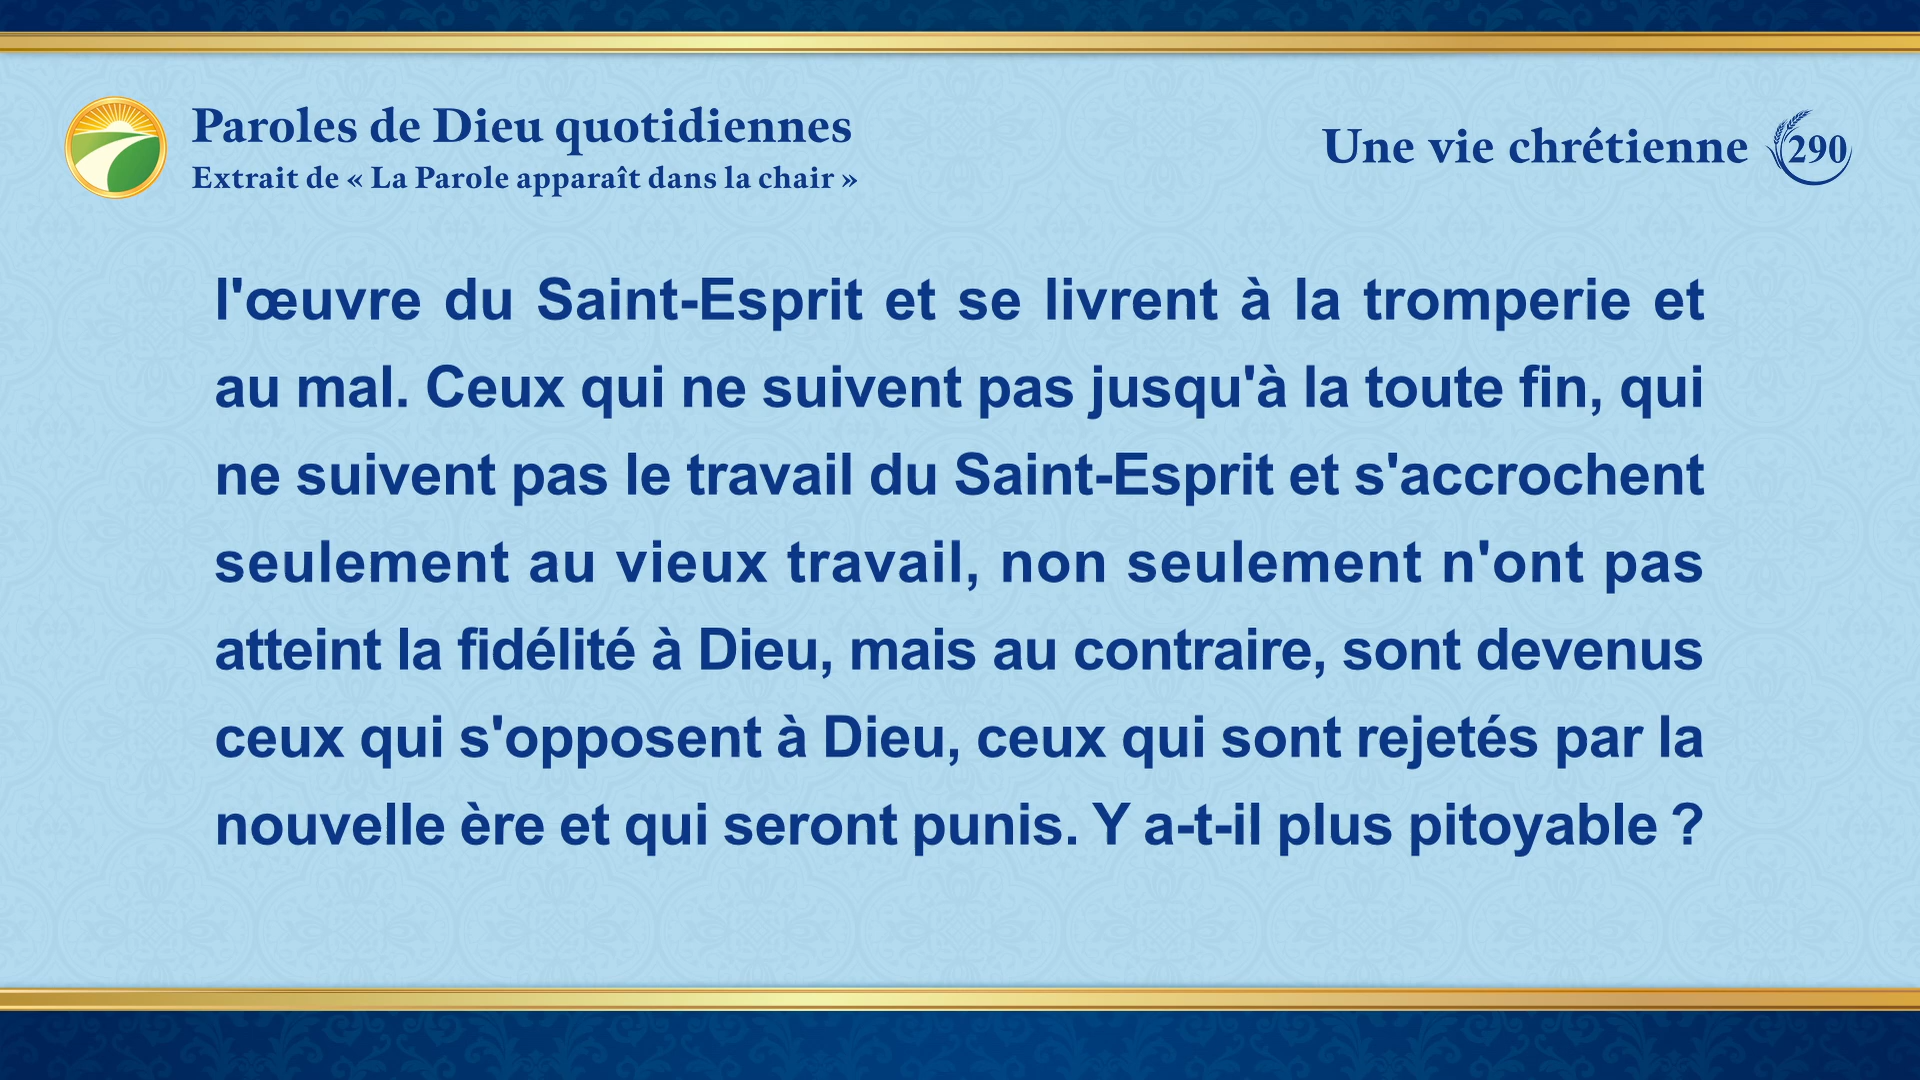 Paroles de Dieu quotidiennes
Extrait de « La Parole apparaît dans la chair »
Une vie chrétienne 290
l'œuvre du Saint-Esprit et se livrent à la tromperie et
au mal. Ceux qui ne suivent pas jusqu'à la toute fin, qui
ne suivent pas le travail du Saint-Esprit et s'accrochent
seulement au vieux travail, non seulement n'ont pas
atteint la fidélité à Dieu, mais au contraire, sont devenus
ceux qui s'opposent à Dieu, ceux qui sont rejetés par la
nouvelle ère et qui seront punis. Y a-t-il plus pitoyable ?